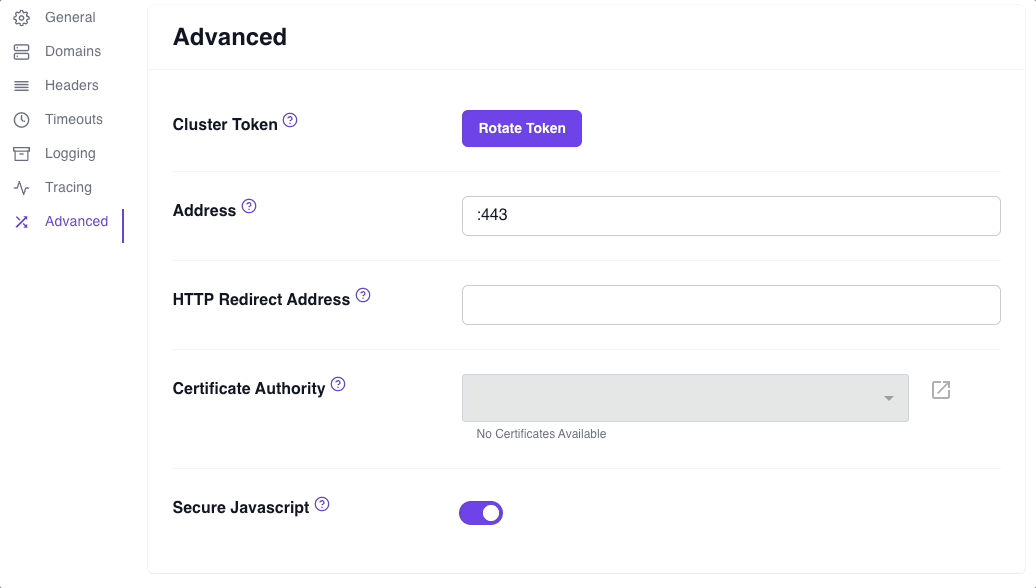 General
Domains
Headers
Timeouts
Logging
Tracing
Advanced
Advanced
Cluster Token
Rotate Token
Address
:443
HTTP Redirect Address
Certificate Authority
No Certificates Available
Secure Javascript